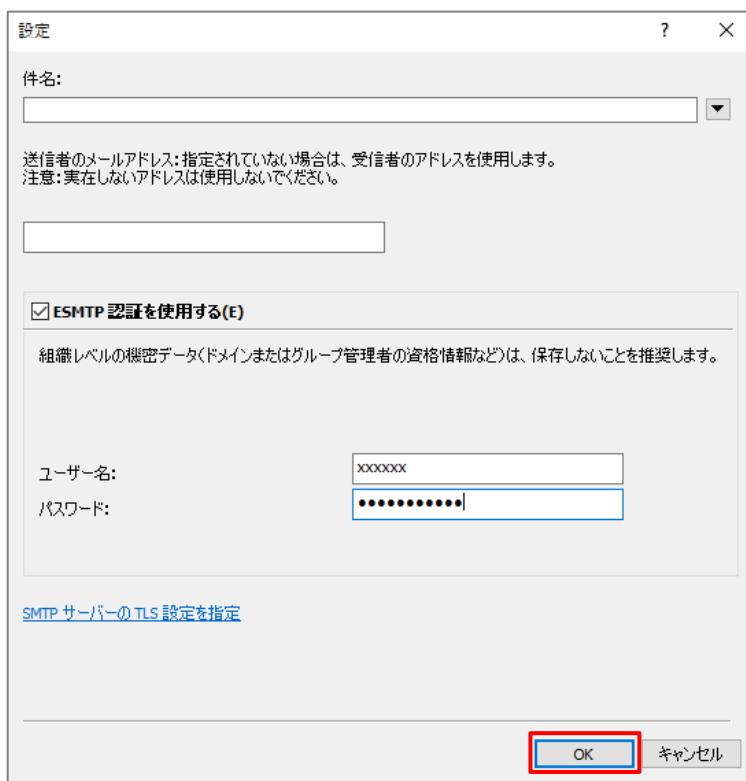 設定
件名:
送信者のメールアドレス:指定されていない場合は、受信者のアドレスを使用します。
注意:実在しないアドレスは使用しないでください。
ESMTP 認証を使用する(E)
組織レベルの機密データ(ドメインまたはグループ管理者の資格情報など)は、保存しないことを推奨します。
ユーザー名:
xxxxxx
パスワード:
●●●●●●●●●●●
SMTP サーバーの TLS 設定を指定
OK
キャンセル